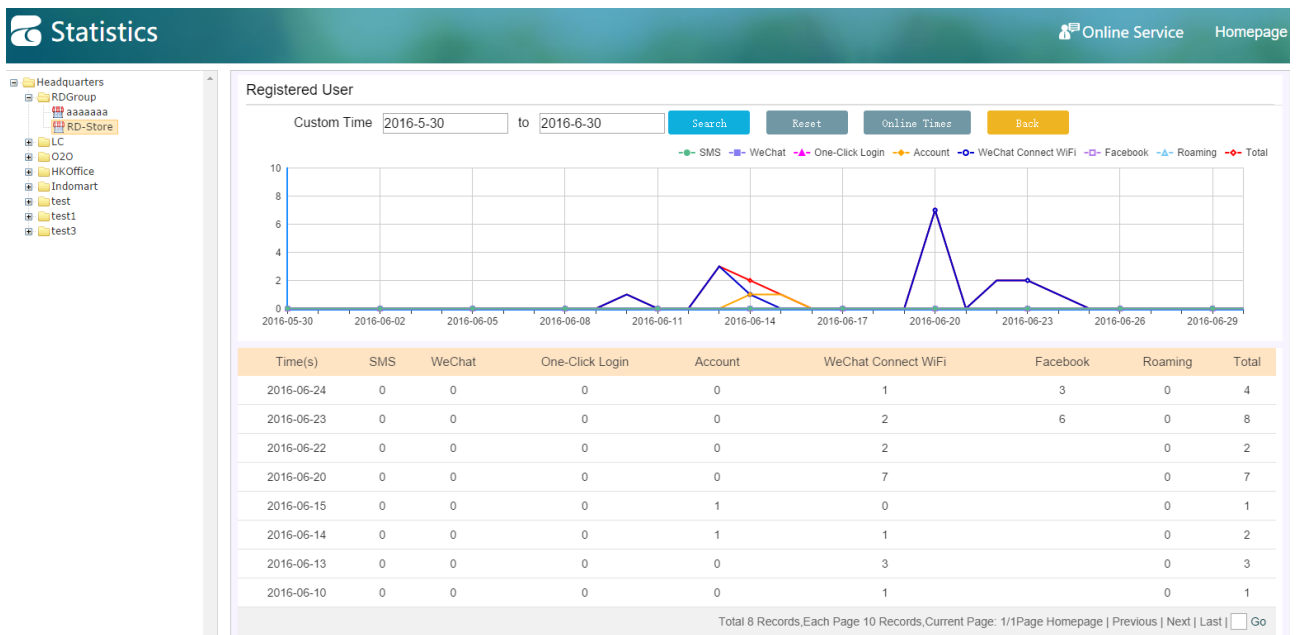 Statistics
Online Service Homepage
Headquarters
RDGroup
aaaaaaa
RD-Store
LC
O2O
HKOffice
Indomart
test
test1
test3
Registered User
Custom Time 2016-5-30 to 2016-6-30 Search Reset Online Times Back
SMS WeChat One-Click Login Account WeChat Connect WiFi Facebook Roaming Total
10
8
6
4
2
0
2016-05-30 2016-06-02 2016-06-05 2016-06-08 2016-06-11 2016-06-14 2016-06-17 2016-06-20 2016-06-23 2016-06-26 2016-06-29
Time(s) SMS WeChat One-Click Login Account WeChat Connect WiFi Facebook Roaming Total
2016-06-24 0 0 0 0 1 3 0 4
2016-06-23 0 0 0 0 2 6 0 8
2016-06-22 0 0 0 0 2 0 2
2016-06-20 0 0 0 0 7 0 7
2016-06-15 0 0 0 1 0 0 1
2016-06-14 0 0 0 1 1 0 2
2016-06-13 0 0 0 0 3 0 3
2016-06-10 0 0 0 0 1 0 1
Total 8 Records,Each Page 10 Records,Current Page: 1/1Page Homepage | Previous | Next | Last | Go